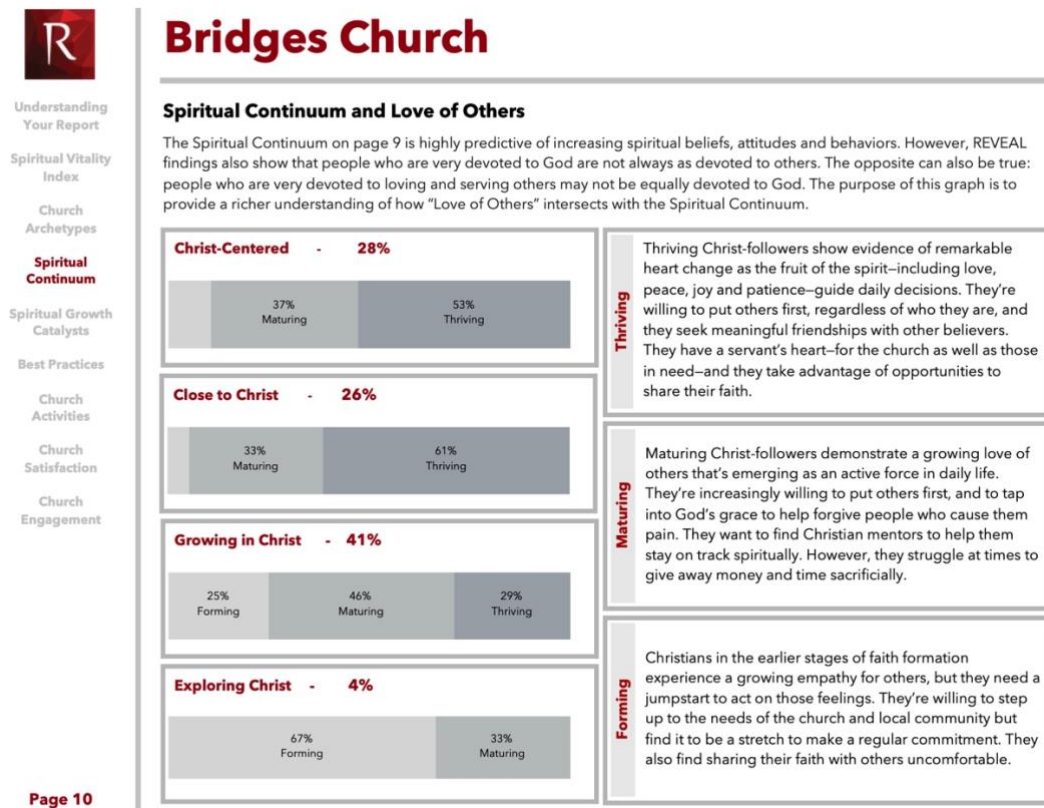 R
Bridges Church
Understanding
Your Report
Spiritual Vitality
Index
Church
Archetypes
Spiritual
Continuum
Spiritual Growth
Catalysts
Best Practices
Church
Activities
Church
Satisfaction
Church
Engagement
Page 10
Spiritual Continuum and Love of Others
The Spiritual Continuum on page 9 is highly predictive of increasing spiritual beliefs, attitudes and behaviors. However, REVEAL
findings also show that people who are very devoted to God are not always as devoted to others. The opposite can also be true:
people who are very devoted to loving and serving others may not be equally devoted to God. The purpose of this graph is to
provide a richer understanding of how "Love of Others" intersects with the Spiritual Continuum.
Christ-Centered - 28%
37%
Maturing
53%
Thriving
Close to Christ - 26%
33%
Maturing
61%
Thriving
Growing in Christ - 41%
25%
Forming
46%
Maturing
29%
Thriving
Exploring Christ - 4%
67%
Forming
33%
Maturing
Thriving
Thriving Christ-followers show evidence of remarkable
heart change as the fruit of the spirit—including love,
peace, joy and patience—guide daily decisions. They're
willing to put others first, regardless of who they are, and
they seek meaningful friendships with other believers.
They have a servant's heart—for the church as well as those
in need—and they take advantage of opportunities to
share their faith.
Maturing
Maturing Christ-followers demonstrate a growing love of
others that's emerging as an active force in daily life.
They're increasingly willing to put others first, and to tap
into God's grace to help forgive people who cause them
pain. They want to find Christian mentors to help them
stay on track spiritually. However, they struggle at times to
give away money and time sacrificially.
Forming
Christians in the earlier stages of faith formation
experience a growing empathy for others, but they need a
jumpstart to act on those feelings. They're willing to step
up to the needs of the church and local community but
find it to be a stretch to make a regular commitment. They
also find sharing their faith with others uncomfortable.